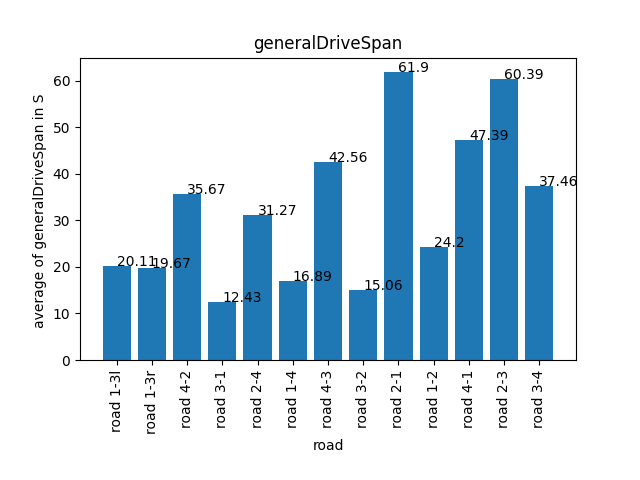 generalDriveSpan
average of generalDriveSpan in S
60
50
40
30
20
10
0
20.11
19.67
35.67
12.43
31.27
16.89
42.56
15.06
61.9
24.2
47.39
60.39
37.46
road 1-3l
road 1-3r
road 4-2
road 3-1
road 2-4
road 1-4
road 4-3
road 3-2
road 2-1
road 1-2
road 4-1
road 2-3
road 3-4
road